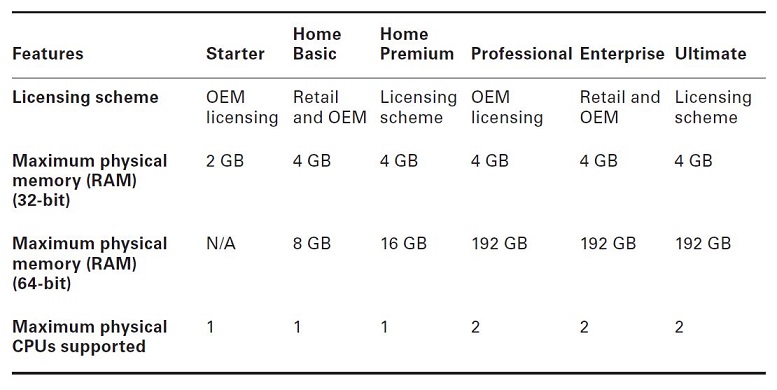 Features Starter Home Basic Home Premium Professional Enterprise Ultimate
Licensing scheme OEM licensing Retail and OEM Licensing scheme OEM licensing Retail and OEM Licensing scheme
Maximum physical memory (RAM) (32-bit) 2 GB 4 GB 4 GB 4 GB 4 GB 4 GB
Maximum physical memory (RAM) (64-bit) N/A 8 GB 16 GB 192 GB 192 GB 192 GB
Maximum physical CPUs supported 1 1 1 2 2 2